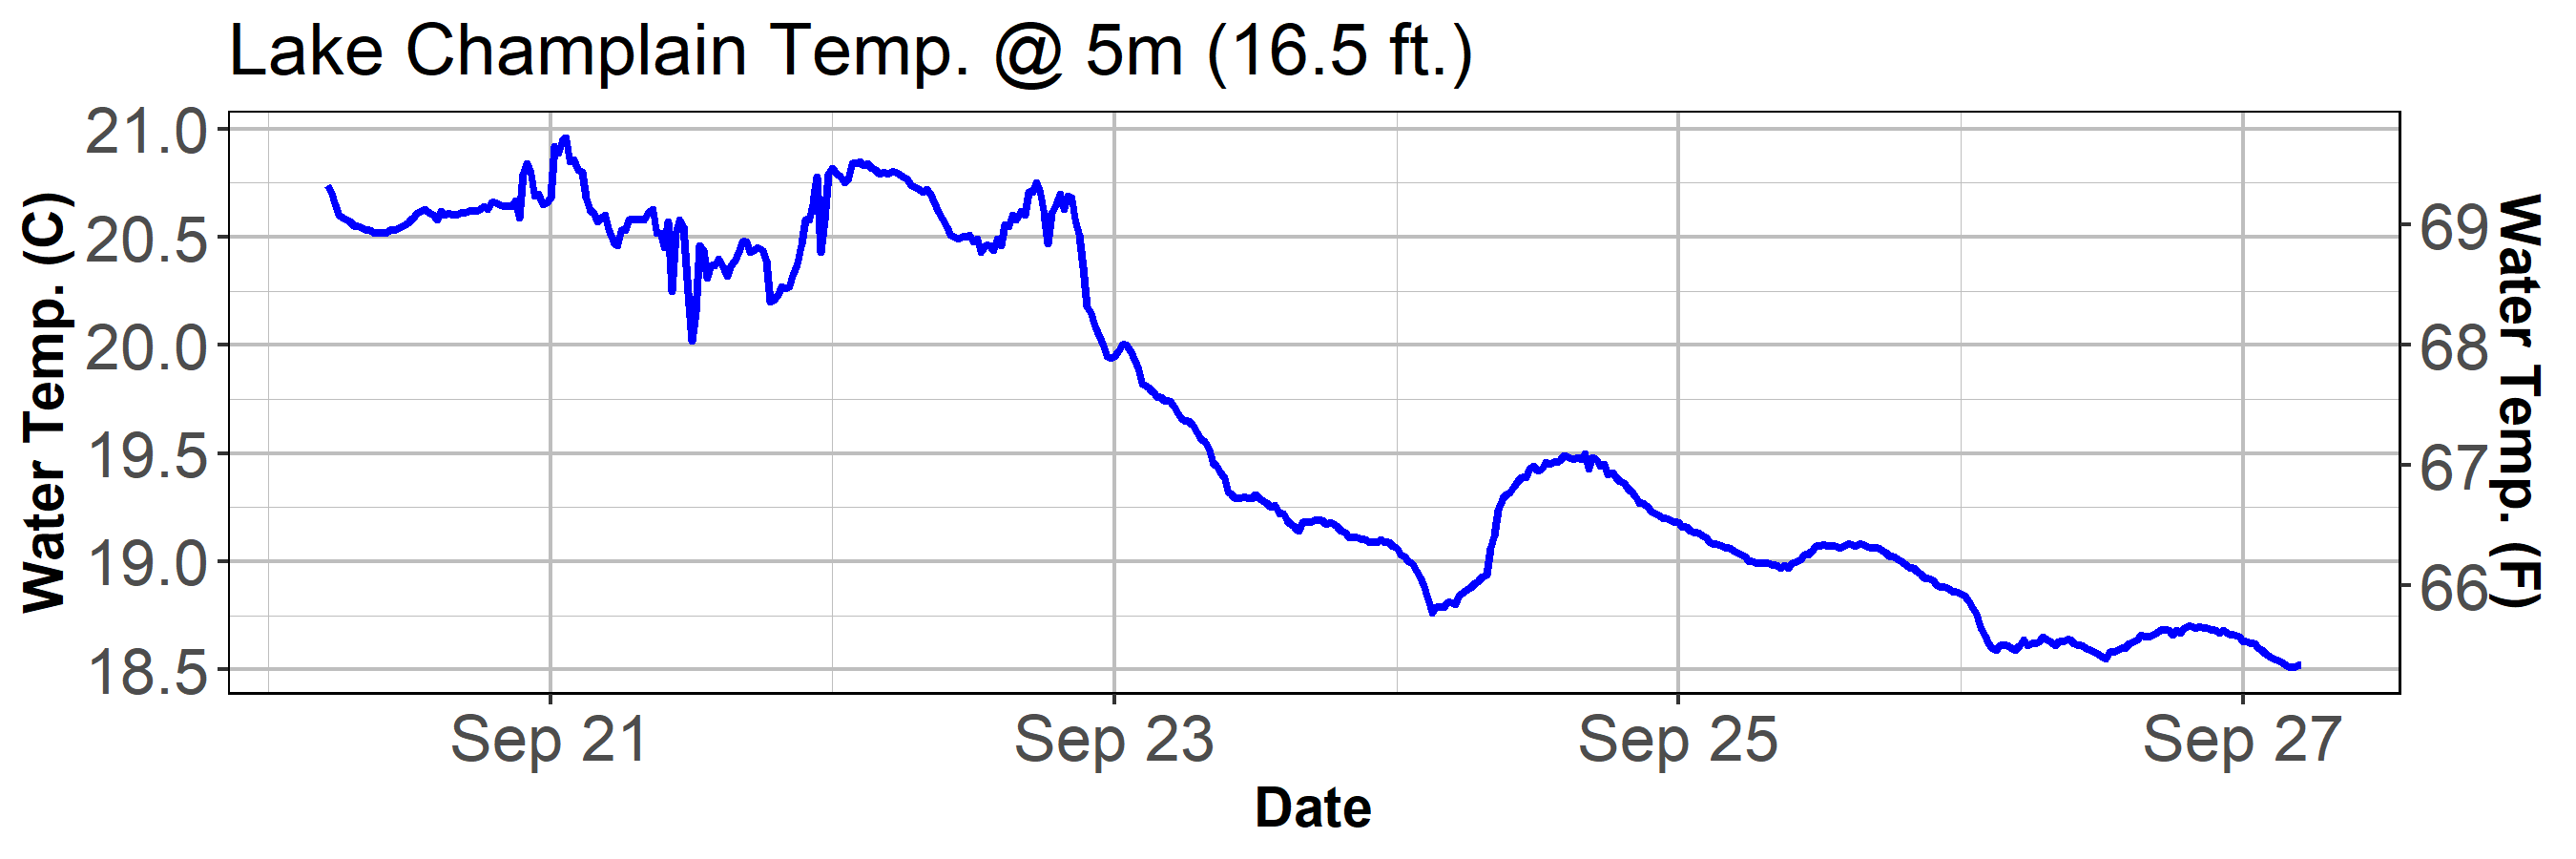 Lake Champlain Temp. @ 5m (16.5 ft.)
Water Temp. (C)
21.0
20.5
20.0
19.5
19.0
18.5
69
68
67
66
Water Temp. (F)
Sep 21 Sep 23 Sep 25 Sep 27
Date